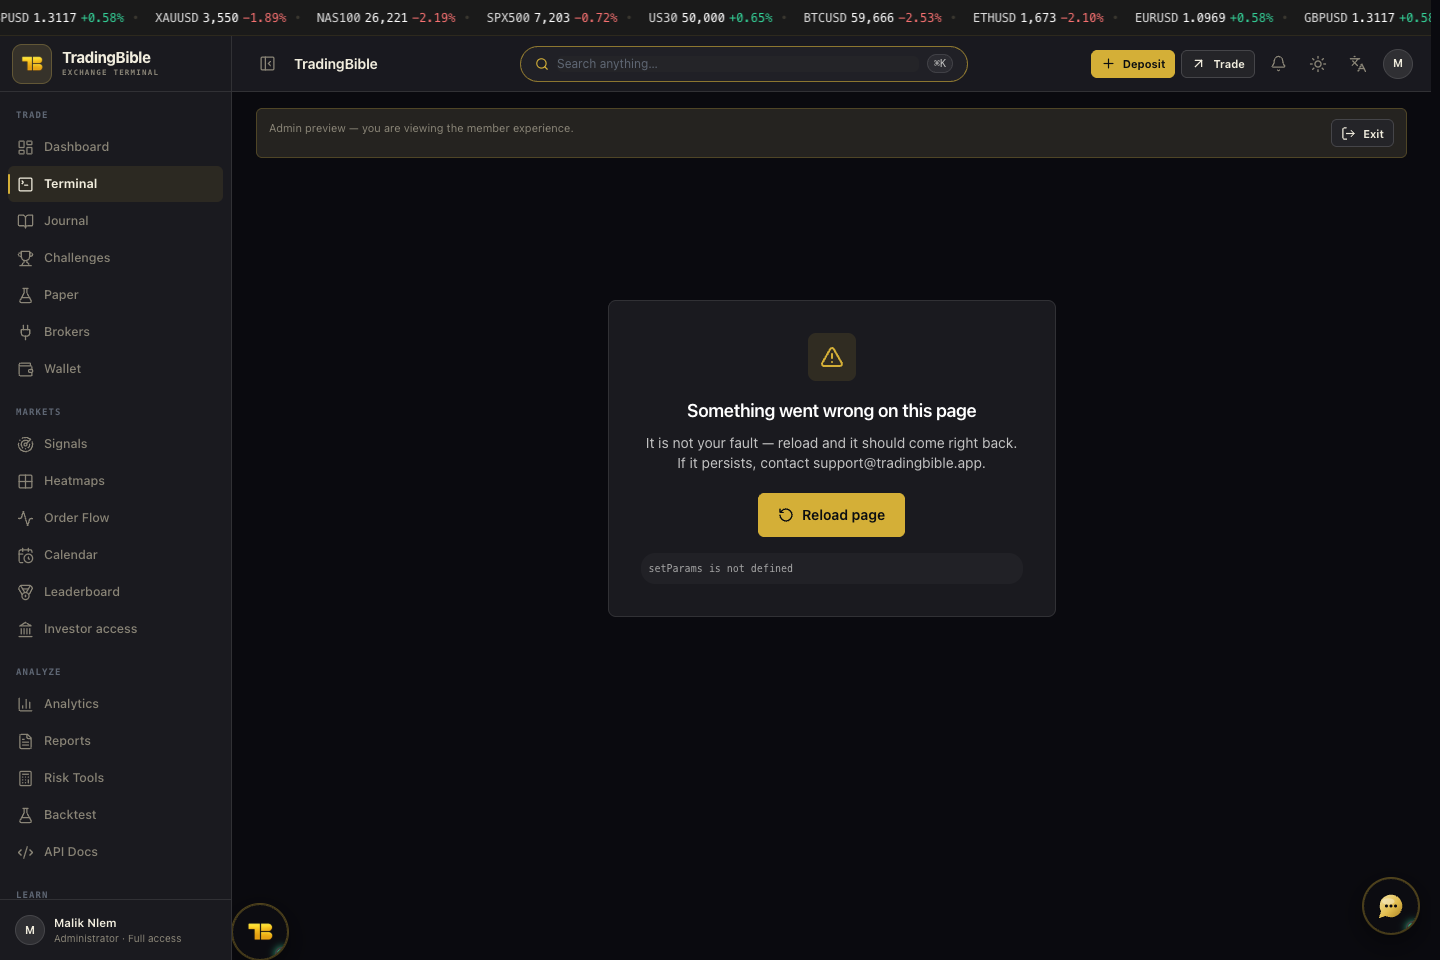 PUSD 1.3117 +0.58% XAUUSD 3,550 −1.89% NAS100 26,221 −2.19% SPX500 7,203 −0.72% US30 50,000 +0.65% BTCUSD 59,666 −2.53% ETHUSD 1,673 −2.10% EURUSD 1.0969 +0.58% GBPUSD 1.3117 +0.58
TradingBible
EXCHANGE TERMINAL
TradingBible
Search anything...
⌘K
Deposit
Trade
M
TRADE
Dashboard
Terminal
Journal
Challenges
Paper
Brokers
Wallet
MARKETS
Signals
Heatmaps
Order Flow
Calendar
Leaderboard
Investor access
ANALYZE
Analytics
Reports
Risk Tools
Backtest
API Docs
LEARN
M
Malik Nlem
Administrator · Full access
Admin preview — you are viewing the member experience.
Exit
Something went wrong on this page
It is not your fault — reload and it should come right back.
If it persists, contact support@tradingbible.app.
Reload page
setParams is not defined